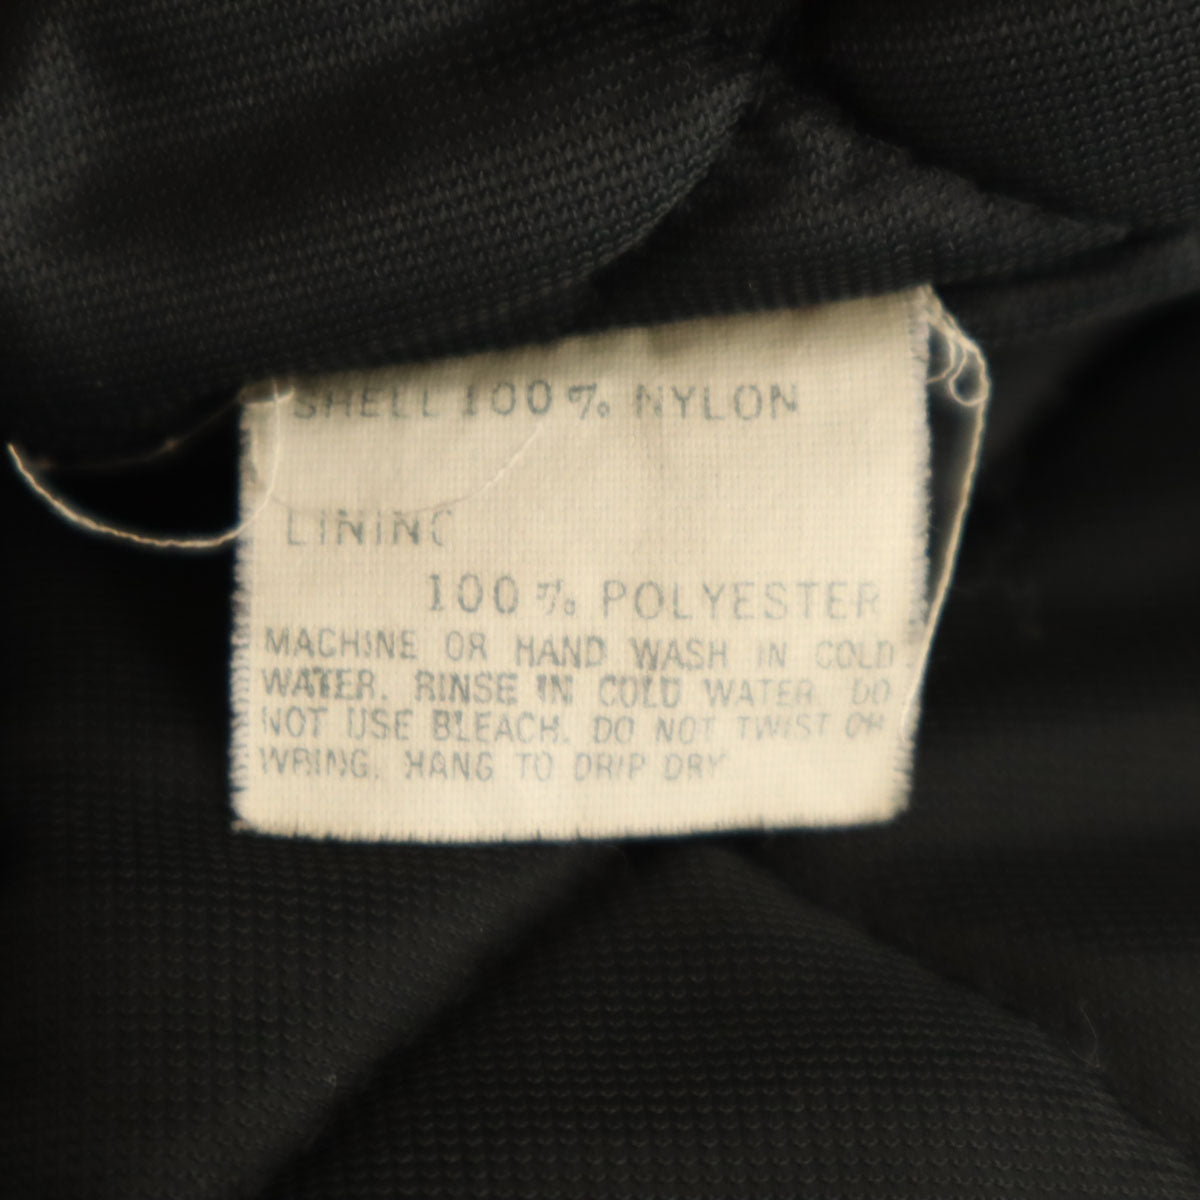 SHELL 100% NYLON
LINING
100% POLYESTER
MACHINE OR HAND WASH IN COLD
WATER. RINSE IN COLD WATER. DO
NOT USE BLEACH. DO NOT TWIST OR
WRING. HANG TO DRIP DRY